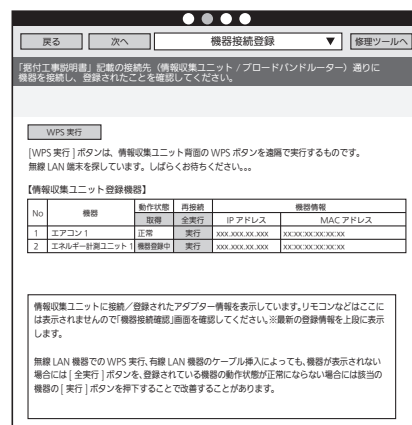 戻る 次へ 機器接続登録 ▼ 修理ツールへ
「据付工事説明書」記載の接続先（情報収集ユニット / ブロードバンドルーター）通りに
機器を接続し、登録されたことを確認してください。
WPS 実行
[WPS 実行 ] ボタンは、情報収集ユニット背面の WPS ボタンを遠隔で実行するものです。
無線 LAN 端末を探しています。しばらくお待ちください。。。
【情報収集ユニット登録機器】
No 機器 動作状態 再接続 機器情報
取得 全実行 IP アドレス MAC アドレス
1 エアコン 1 正常 実行 xxx.xxx.xx.xxx xx:xx:xx:xx:xx:xx
2 エネルギー計測ユニット 1 機器登録中 実行 xxx.xxx.xx.xxx xx:xx:xx:xx:xx:xx
情報収集ユニットに接続／登録されたアダプター情報を表示しています。リモコンなどはここに
は表示されませんので「機器接続確認」画面を確認してください。※最新の登録情報を上段に表示
します。
無線 LAN 機器での WPS 実行、有線 LAN 機器のケーブル挿入によっても、機器が表示されない
場合には [ 全実行 ] ボタンを、登録されている機器の動作状態が正常にならない場合には該当の
機器の [ 実行 ] ボタンを押下することで改善することがあります。